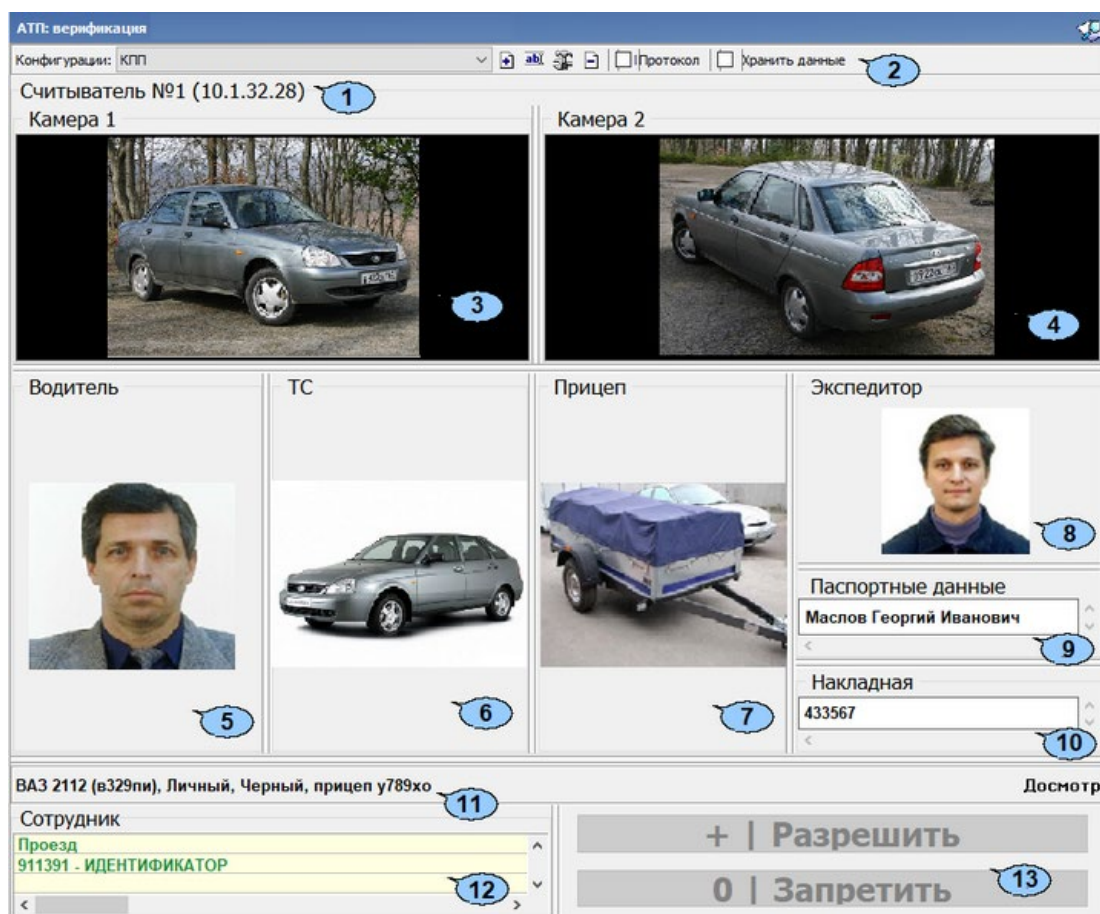 АТП: верификация
Конфигурации: КПП ab Протокол Хранить данные 2
Считыватель №1 (10.1.32.28) 1
Камера 1 Камера 2
3 4
Водитель ТС Прицеп Экспедитор
8
Паспортные данные
Маслов Георгий Иванович
9
Накладная
433567
5 6 7 10
ВАЗ 2112 (в329пи), Личный, Черный, прицеп у789хо Досмотр
11
Сотрудник
Проезд
911391 - ИДЕНТИФИКАТОР
12
+ | Разрешить
0 | Запретить
13